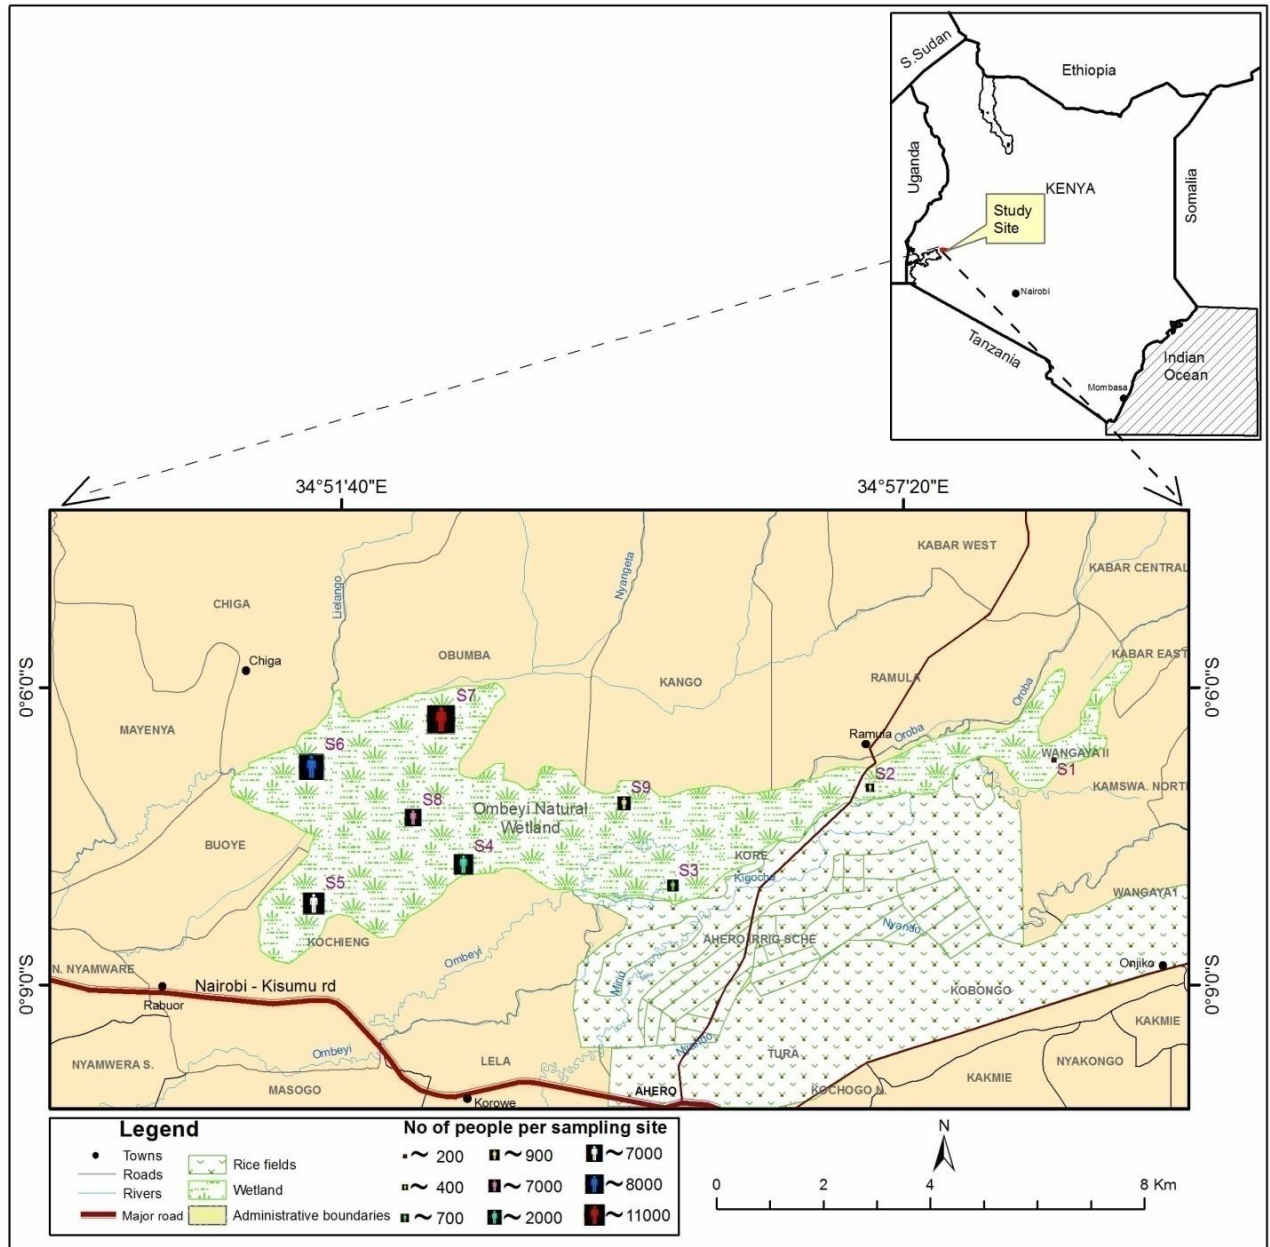 S.Sudan
Ethiopia
Uganda
KENYA
Somalia
Study
Site
Nairobi
Tanzania
Indian
Ocean
Mombasa
34°51'40"E
34°57'20"E
KABAR WEST
KABAR CENTRAL
CHIGA
Lielango
Nyangeta
Chiga
OBUMBA
KABAR EAST
0°6'0"S
KANGO
RAMULA
Oroba
0°6'0"S
S7
MAYENYA
Ramula
Oroba
S6
WANGAYA II
S1
S2
KAMSWA. NORTH
S9
S8
Ombeyi Natural
Wetland
BUOYE
S4
KORE
S3
Kigoche
S5
WANGAYA I
Nyando
KOCHIENG
AHERO IRRIG SCHE
Ombeyi
N. NYAMWARE
Onjiko
0°9'0"S
Nairobi - Kisumu rd
Miriu
KOBONGO
0°9'0"S
Rabuor
KAKMIE
Ombeyi
Nyando
TURA
NYAMWERA S.
LELA
NYAKONGO
MASOGO
AHERO
KOCHOGO N.
KAKMIE
Korowe
Legend
Towns
Roads
Rivers
Major road
Rice fields
Wetland
Administrative boundaries
No of people per sampling site
~ 200
~ 900
~ 7000
~ 400
~ 7000
~ 8000
~ 700
~ 2000
~ 11000
N
0 2 4 8 Km